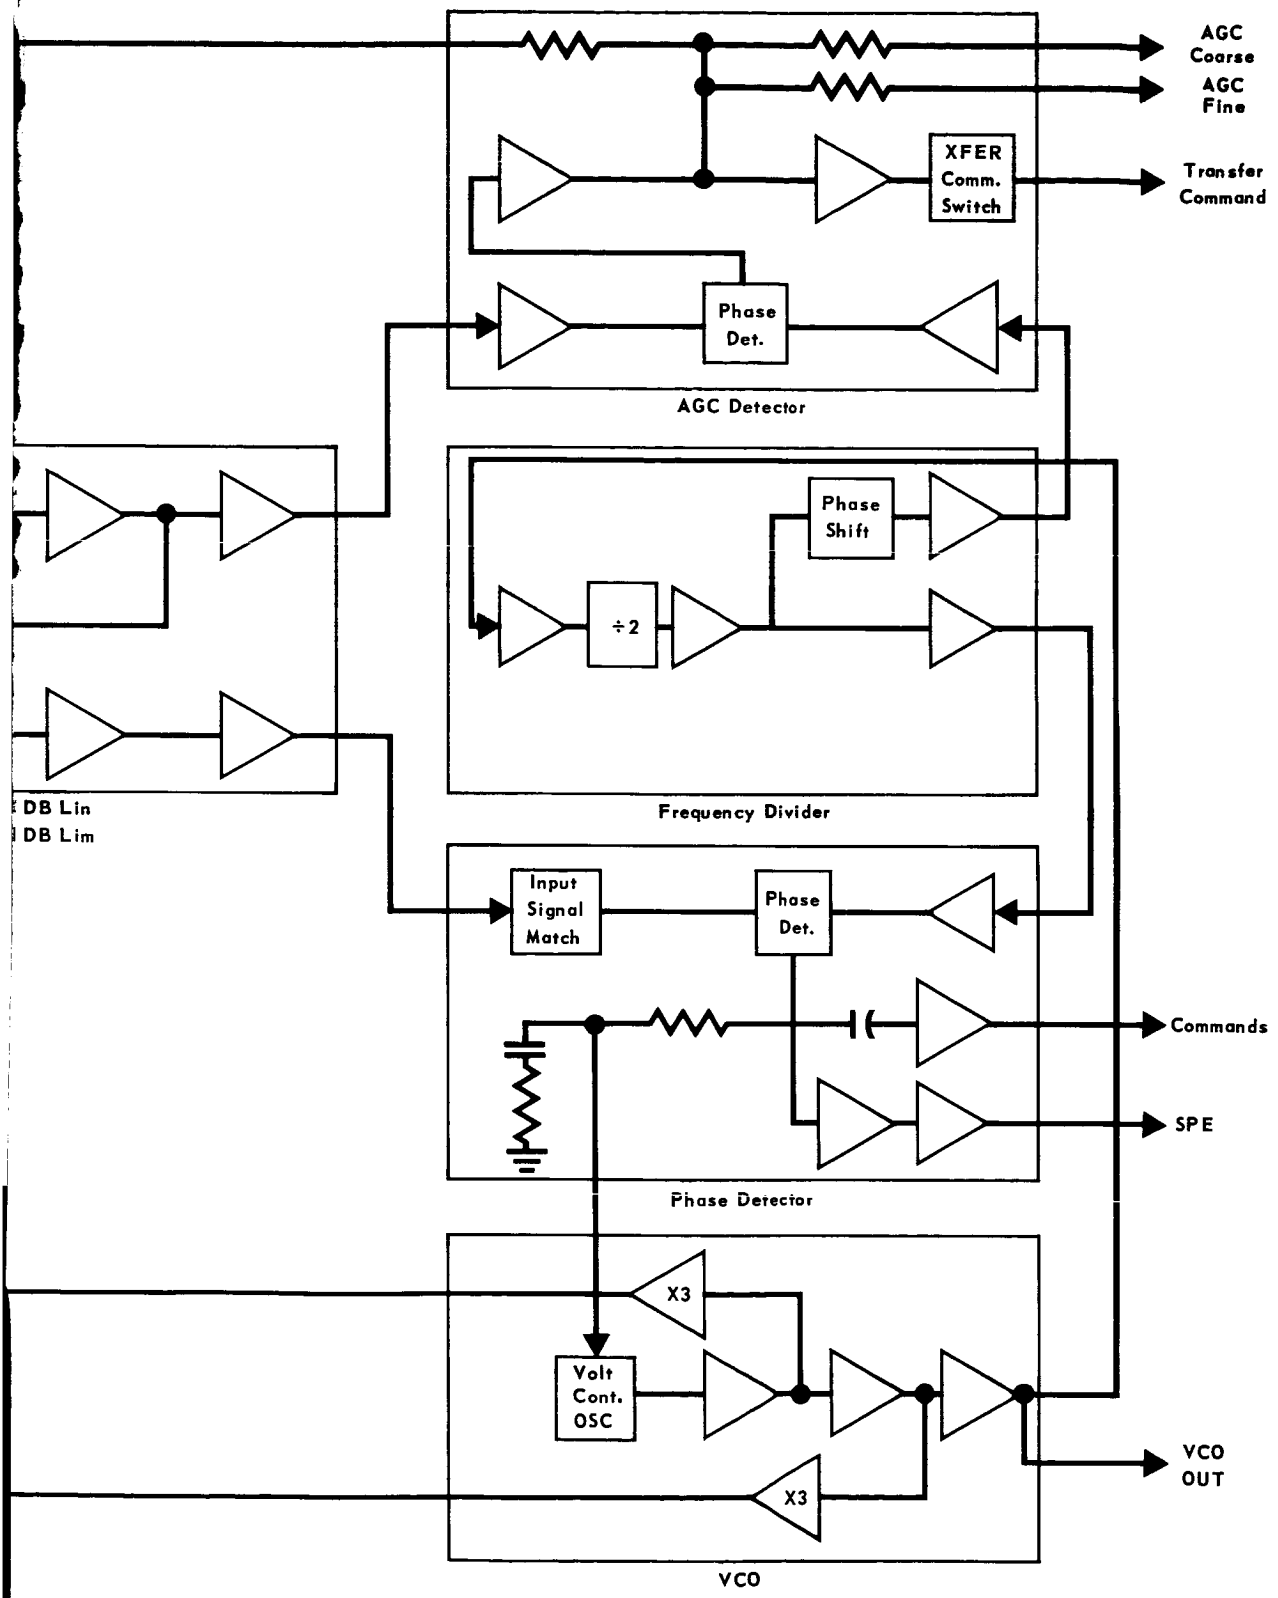 AGC
Coarse
AGC
Fine
XFER
Comm.
Switch
Transfer
Command
Phase
Det.
AGC Detector
Phase
Shift
÷2
DB Lin
DB Lim
Frequency Divider
Input
Signal
Match
Phase
Det.
Commands
SPE
Phase Detector
X3
Volt
Cont.
OSC
VCO
OUT
X3
VCO